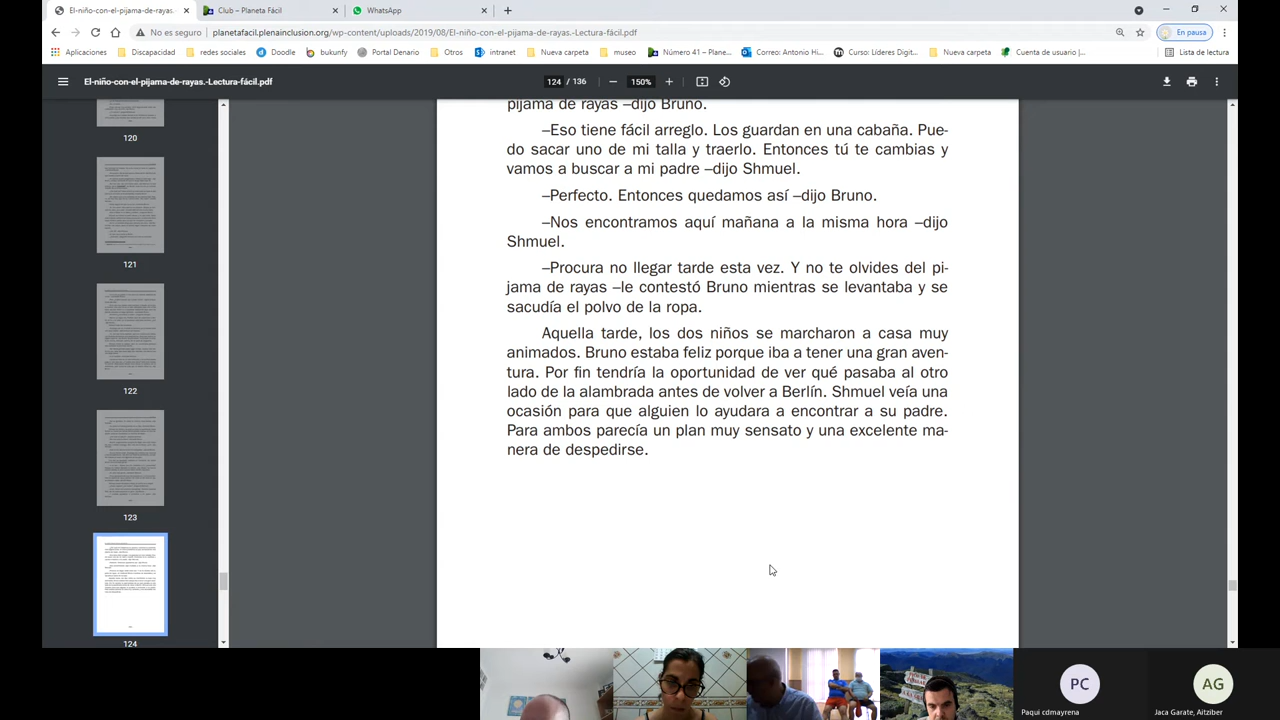 El-niño-con-el-pijama-de-rayas.-
Club – Planeta Fácil
WhatsApp
No es seguro planetafacil.plenainclusion.org/wp-content/uploads/2019/08/El-niño-con-el-pijama-de-rayas.-Lectura-fácil.pdf
En pausa
Aplicaciones Discapacidad redes sociales Doodle bukunfy Portal Denario Otros intranet Nueva carpeta museo Número 41 – Plane... Correo: Antonio Hi... Curso: Líderes Digit... Nueva carpeta Cuenta de usuario |... Lista de lectura
El-niño-con-el-pijama-de-rayas.-Lectura-fácil.pdf
124 / 136
150%
120
121
122
123
124
pijama de rayas –dijo Bruno.
–Eso tiene fácil arreglo. Los guardan en una cabaña. Pue-
do sacar uno de mi talla y traerlo. Entonces tú te cambias y
vamos a buscar a mi padre –dijo Shmuel.
–Perfecto. Entonces quedamos así –dijo Bruno.
–Nos encontramos aquí mañana a la misma hora –dijo
Shmuel.
–Procura no llegar tarde esta vez. Y no te olvides del pi-
jama de rayas –le contestó Bruno mientras se levantaba y se
sacudía el polvo de la ropa.
Aquella tarde, los dos niños se marcharon a casa muy
animados. Bruno estaba feliz porque iba a tener una gran aven-
tura. Por fin tendría la oportunidad de ver qué pasaba al otro
lado de la alambrada antes de volver a Berlín. Shmuel veía una
ocasión para que alguien lo ayudara a encontrar a su padre.
Para ambos parecía un plan muy sensato y una excelente ma-
nera de despedirse.
PC
Paqui cdmayrena
AG
Jaca Garate, Aitziber